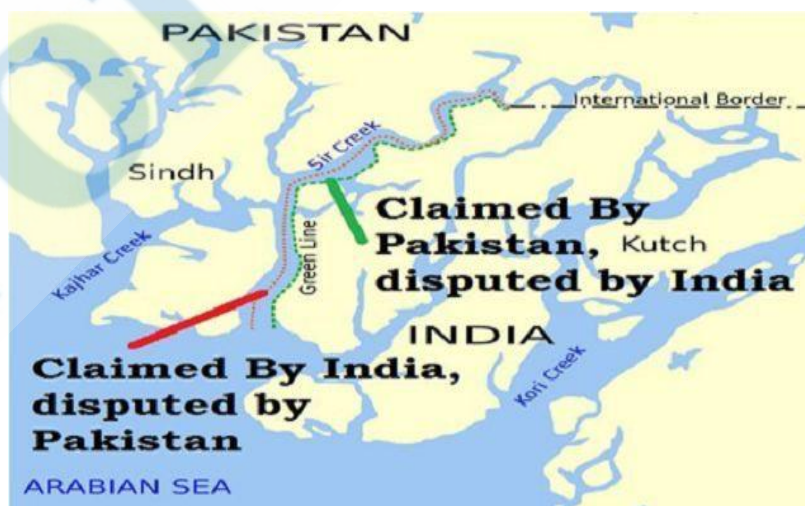 PAKISTAN
International Border
Sir Creek
Sindh
Claimed By
Pakistan,
disputed by India
Kutch
Green Line
Kajhar Creek
INDIA
Claimed By India,
disputed by
Pakistan
Kori Creek
ARABIAN SEA